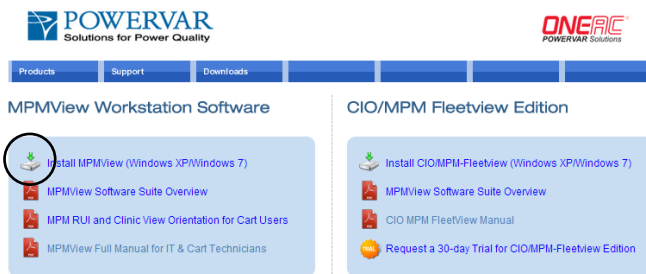 POWERVAR
Solutions for Power Quality
ONEAC
POWERVAR Solutions
Products Support Downloads
MPMView Workstation Software
Install MPMView (Windows XP/Windows 7)
MPMView Software Suite Overview
MPM RUI and Clinic View Orientation for Cart Users
MPMView Full Manual for IT & Cart Technicians
CIO/MPM Fleetview Edition
Install CIO/MPM-Fleetview (Windows XP/Windows 7)
MPMView Software Suite Overview
CIO MPM FleetView Manual
TRIAL
Request a 30-day Trial for CIO/MPM-Fleetview Edition